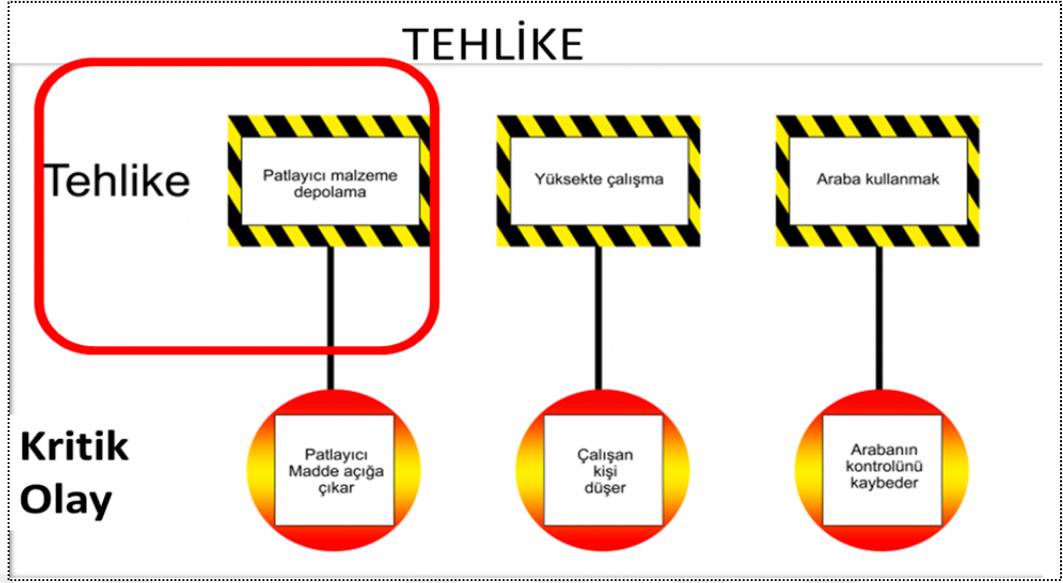 TEHLİKE
Tehlike
Patlayıcı malzeme
depolama
Yüksekte çalışma
Araba kullanmak
Kritik
Olay
Patlayıcı
Madde açığa
çıkar
Çalışan
kişi
düşer
Arabanın
kontrolünü
kaybeder